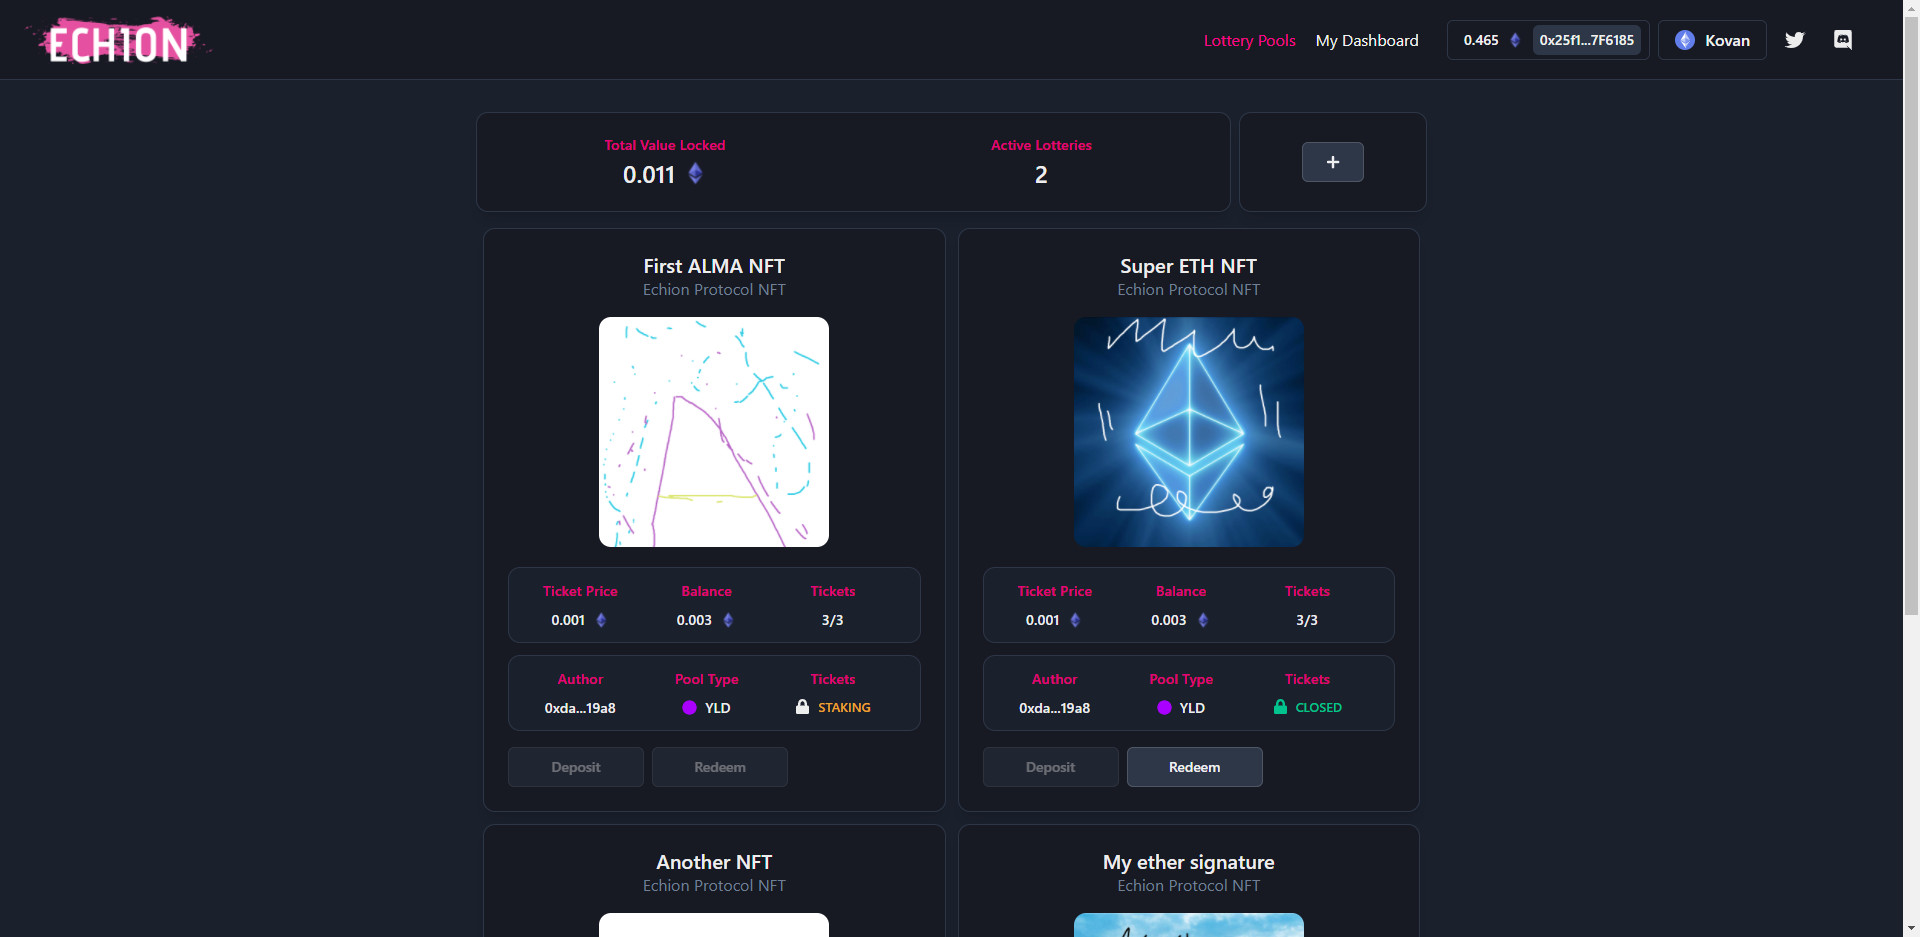 ECH1ON
Lottery Pools
My Dashboard
0.465
0x25f1...7F6185
Kovan
Total Value Locked
0.011
Active Lotteries
2
+
First ALMA NFT
Echion Protocol NFT
Ticket Price
Balance
Tickets
0.001
0.003
3/3
Author
Pool Type
Tickets
0xda...19a8
YLD
STAKING
Deposit
Redeem
Super ETH NFT
Echion Protocol NFT
Ticket Price
Balance
Tickets
0.001
0.003
3/3
Author
Pool Type
Tickets
0xda...19a8
YLD
CLOSED
Deposit
Redeem
Another NFT
Echion Protocol NFT
My ether signature
Echion Protocol NFT